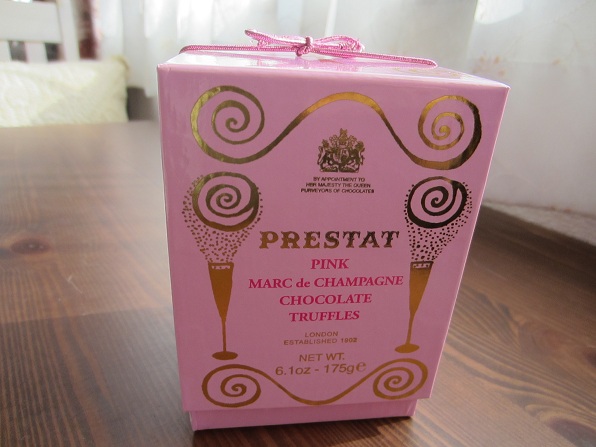 BY APPOINTMENT TO
HER MAJESTY THE QUEEN
PURVEYORS OF CHOCOLATES
PRESTAT
PINK
MARC de CHAMPAGNE
CHOCOLATE
TRUFFLES
LONDON
ESTABLISHED 1902
NET WT.
6.1oz - 175g℮